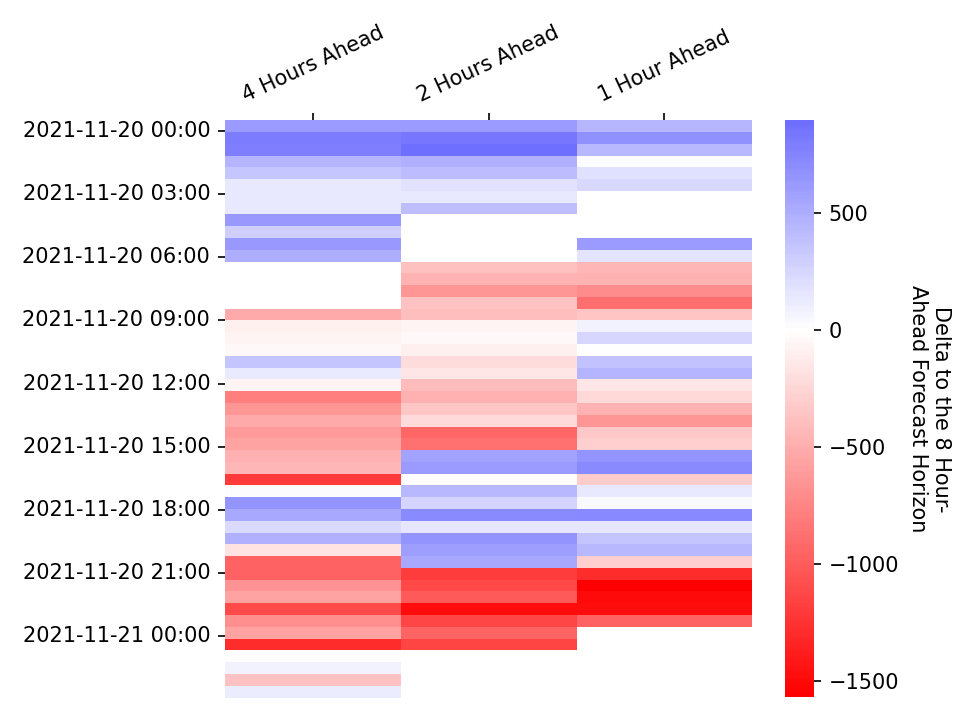 4 Hours Ahead
2 Hours Ahead
1 Hour Ahead
2021-11-20 00:00
2021-11-20 03:00
2021-11-20 06:00
2021-11-20 09:00
2021-11-20 12:00
2021-11-20 15:00
2021-11-20 18:00
2021-11-20 21:00
2021-11-21 00:00
500
0
−500
−1000
−1500
Delta to the 8 Hour-
Ahead Forecast Horizon